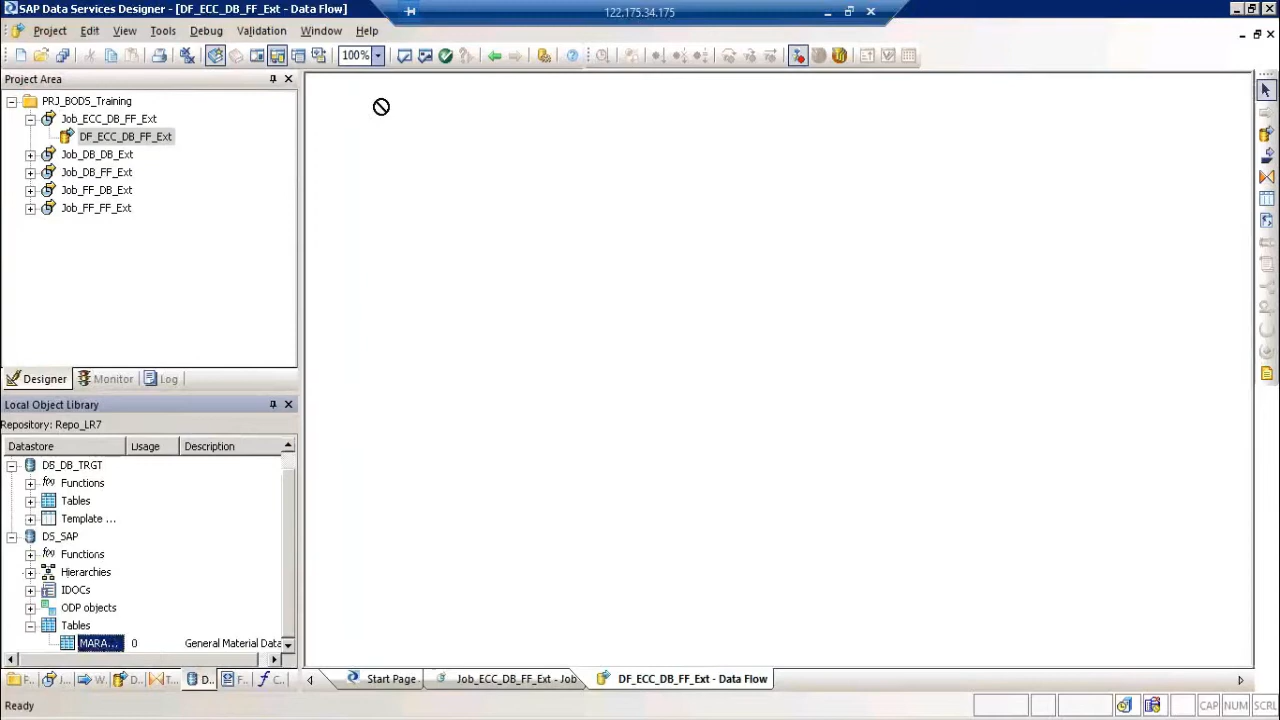 SAP Data Services Designer - [DF_ECC_DB_FF_Ext - Data Flow]
122.175.34.175
Project Edit View Tools Debug Validation Window Help
100%
Project Area
PRJ_BODS_Training
Job_ECC_DB_FF_Ext
DF_ECC_DB_FF_Ext
Job_DB_DB_Ext
Job_DB_FF_Ext
Job_FF_DB_Ext
Job_FF_FF_Ext
Designer Monitor Log
Local Object Library
Repository: Repo_LR7
Datastore Usage Description
DS_DB_TRGT
Functions
Tables
Template ...
DS_SAP
Functions
Hierarchies
IDOCs
ODP objects
Tables
MARA... 0 General Material Data
F.. J... W. D.. T... D.. F.. C..
Start Page Job_ECC_DB_FF_Ext - Job DF_ECC_DB_FF_Ext - Data Flow
Ready CAP NUM SCRL